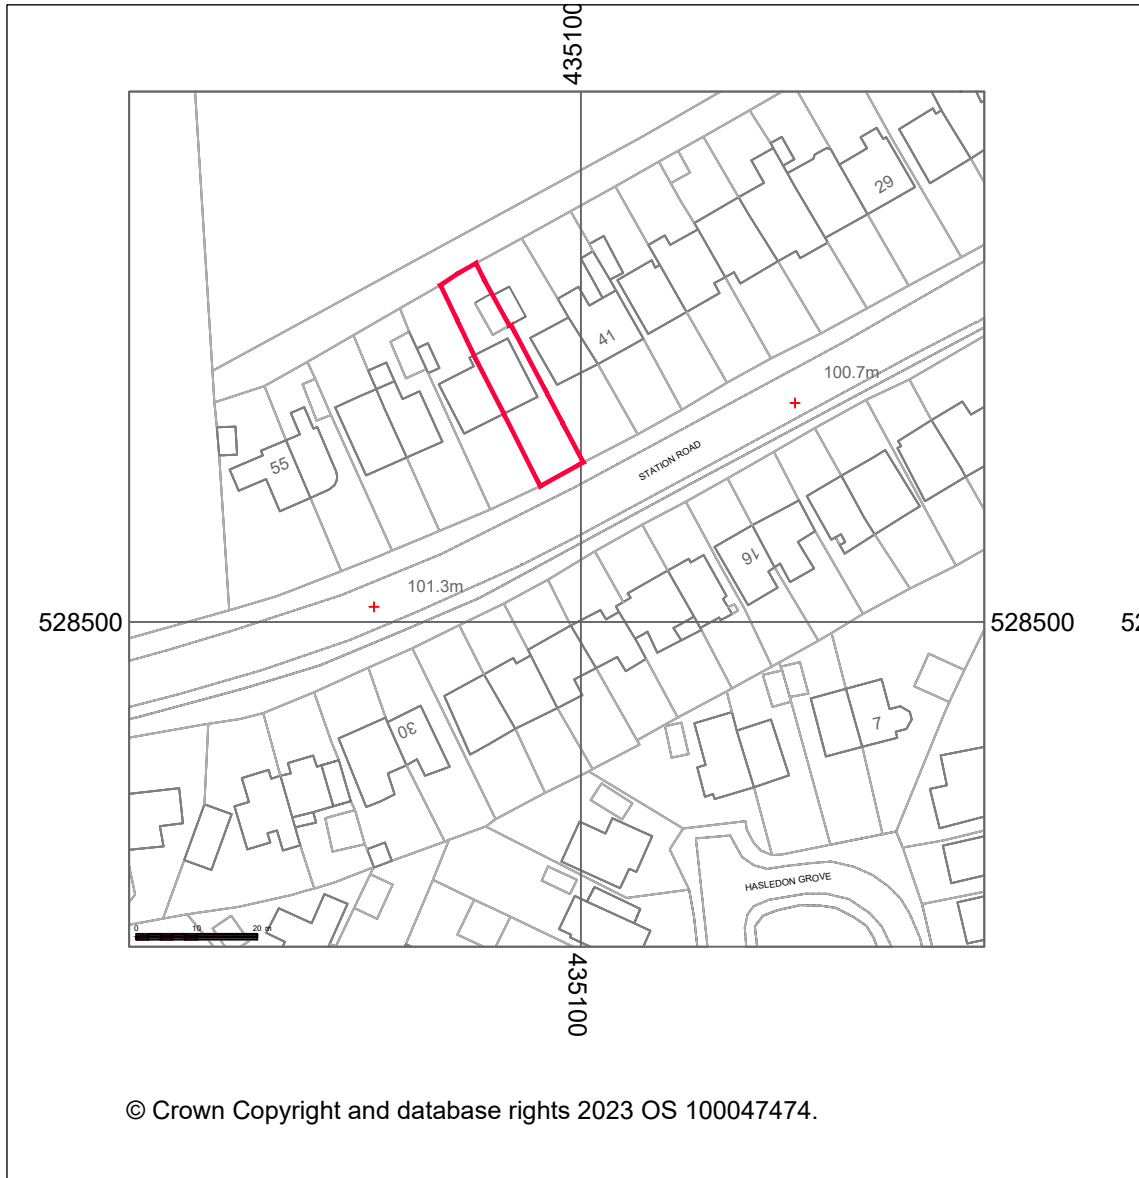 435100
29
41
100.7m
STATION ROAD
55
16
101.3m
528500
528500
52
30
7
HASLEDON GROVE
0 10 20 m
435100
© Crown Copyright and database rights 2023 OS 100047474.